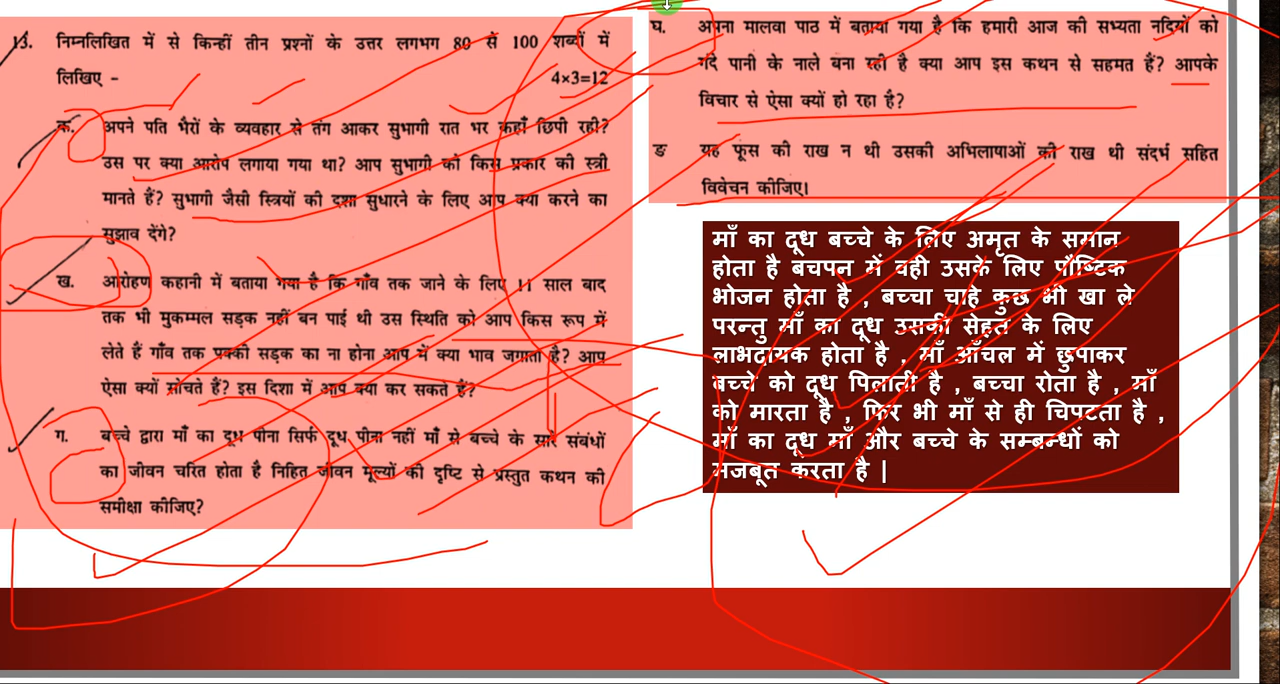 13. निम्नलिखित में से किन्हीं तीन प्रश्नों के उत्तर लगभग 80 से 100 शब्दों में
लिखिए - 4×3=12
क. अपने पति भैरों के व्यवहार से तंग आकर सुभागी रात भर कहाँ छिपी रही?
उस पर क्या आरोप लगाया गया था? आप सुभागी को किस प्रकार की स्त्री
मानते हैं? सुभागी जैसी स्त्रियों की दशा सुधारने के लिए आप क्या करने का
सुझाव देंगे?
ख. आरोहण कहानी में बताया गया है कि गाँव तक जाने के लिए 11 साल बाद
तक भी मुकम्मल सड़क नहीं बन पाई थी उस स्थिति को आप किस रूप में
लेते हैं गाँव तक पक्की सड़क का ना होना आप में क्या भाव जगाता है? आप
ऐसा क्यों सोचते हैं? इस दिशा में आप क्या कर सकते हैं?
ग. बच्चे द्वारा माँ का दूध पीना सिर्फ दूध पीना नहीं माँ से बच्चे के सारे संबंधों
का जीवन चरित होता है निहित जीवन मूल्यों की दृष्टि से प्रस्तुत कथन की
समीक्षा कीजिए?
घ. अपना मालवा पाठ में बताया गया है कि हमारी आज की सभ्यता नदियों को
गंदे पानी के नाले बना रही है क्या आप इस कथन से सहमत हैं? आपके
विचार से ऐसा क्यों हो रहा है?
ङ यह फूस की राख न थी उसकी अभिलाषाओं की राख थी संदर्भ सहित
विवेचन कीजिए।
माँ का दूध बच्चे के लिए अमृत के समान
होता है बचपन में वही उसके लिए पौष्टिक
भोजन होता है , बच्चा चाहे कुछ भी खा ले
परन्तु माँ का दूध उसकी सेहत के लिए
लाभदायक होता है , माँ आँचल में छुपाकर
बच्चे को दूध पिलाती है , बच्चा रोता है , माँ
को मारता है , फिर भी माँ से ही चिपटता है ,
माँ का दूध माँ और बच्चे के सम्बन्धों को
मजबूत करता है |